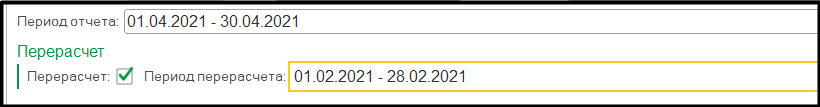 Период отчета: 01.04.2021 - 30.04.2021
Перерасчет
Перерасчет: Период перерасчета: 01.02.2021 - 28.02.2021